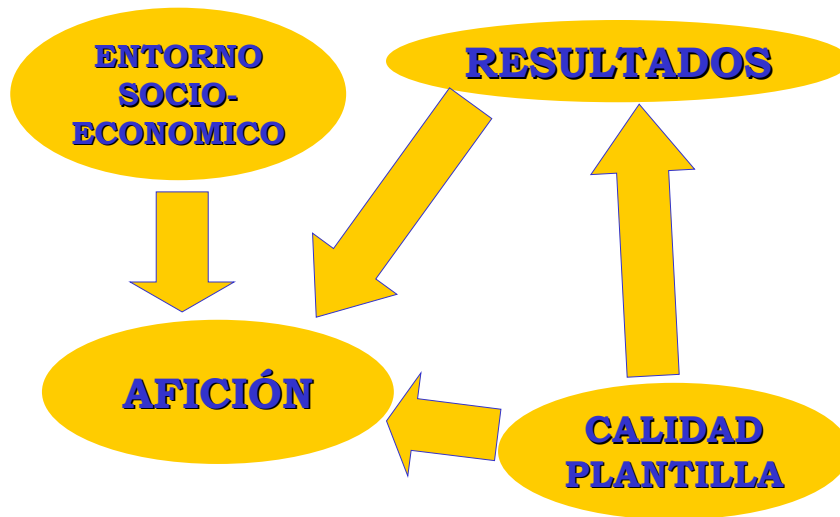 ENTORNO
SOCIO-
ECONOMICO
RESULTADOS
AFICIÓN
CALIDAD
PLANTILLA